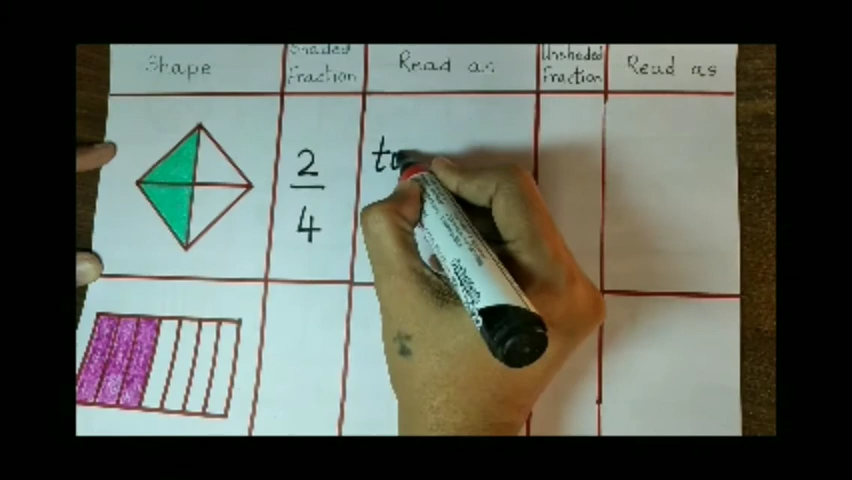 Shape
Shaded
Fraction
Read as
Unshaded
Fraction
Read as
2
4